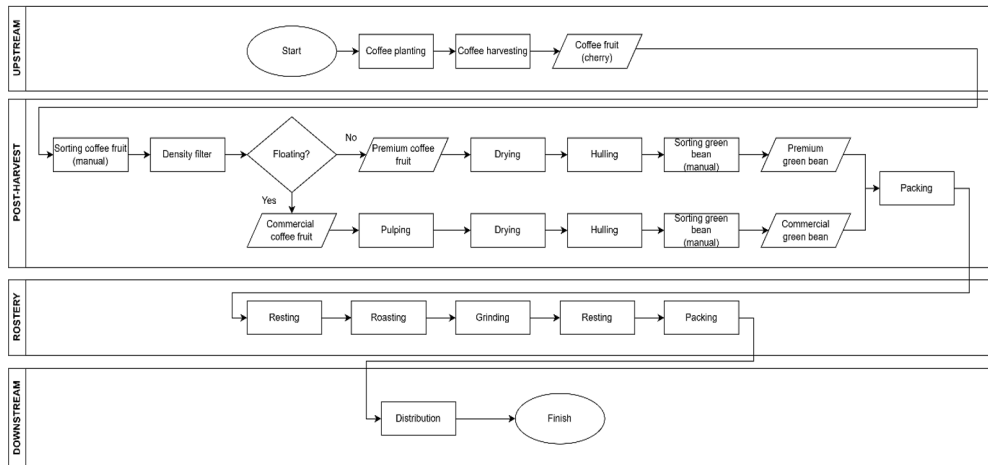 UPSTREAM
Start
Coffee planting
Coffee harvesting
Coffee fruit
(cherry)
POST-HARVEST
Sorting coffee fruit
(manual)
Density filter
Floating?
No
Premium coffee
fruit
Drying
Hulling
Sorting green
bean
(manual)
Premium
green bean
Packing
Yes
Commercial
coffee fruit
Pulping
Drying
Hulling
Sorting green
bean
(manual)
Commercial
green bean
ROSTERY
Resting
Roasting
Grinding
Resting
Packing
DOWNSTREAM
Distribution
Finish